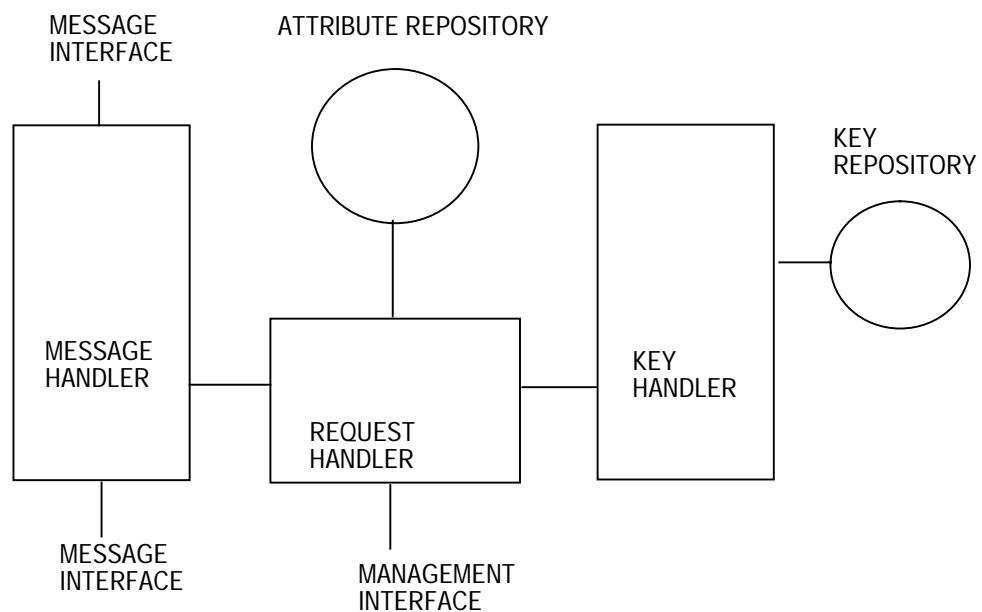 MESSAGE
INTERFACE
ATTRIBUTE REPOSITORY
KEY
REPOSITORY
MESSAGE
HANDLER
REQUEST
HANDLER
KEY
HANDLER
MESSAGE
INTERFACE
MANAGEMENT
INTERFACE